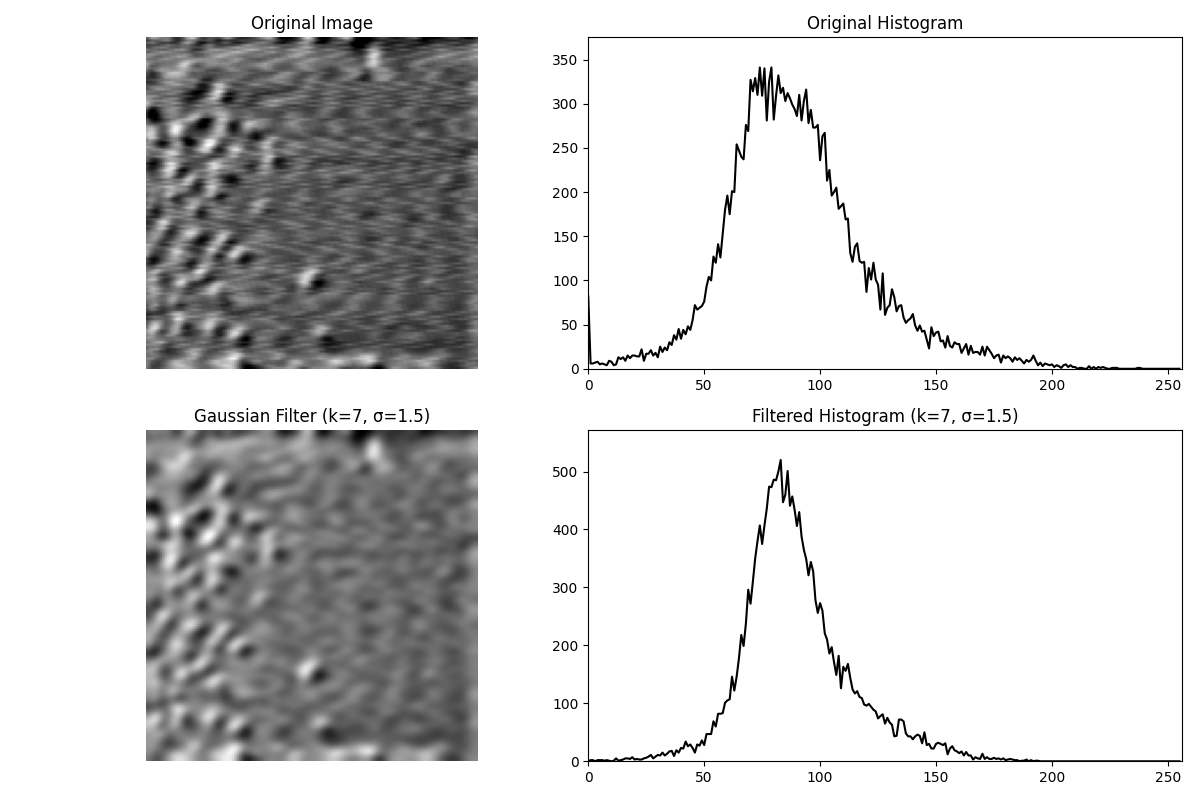 Original Image
Original Histogram
350
300
250
200
150
100
50
0
0 50 100 150 200 250
Gaussian Filter (k=7, σ=1.5)
Filtered Histogram (k=7, σ=1.5)
500
400
300
200
100
0
0 50 100 150 200 250